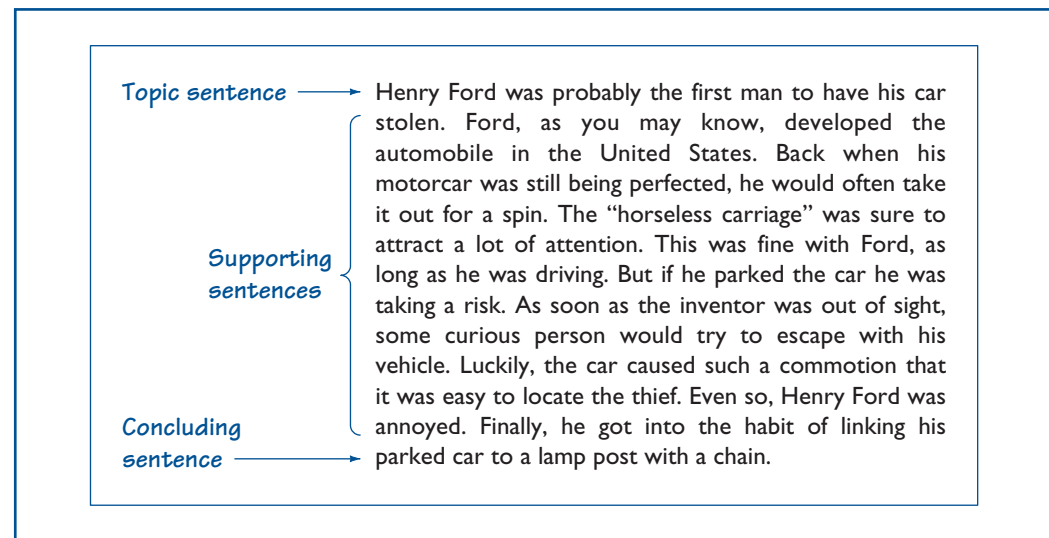 Topic sentence
Henry Ford was probably the first man to have his car
stolen. Ford, as you may know, developed the
automobile in the United States. Back when his
motorcar was still being perfected, he would often take
it out for a spin. The “horseless carriage” was sure to
attract a lot of attention. This was fine with Ford, as
Supporting
sentences
long as he was driving. But if he parked the car he was
taking a risk. As soon as the inventor was out of sight,
some curious person would try to escape with his
vehicle. Luckily, the car caused such a commotion that
it was easy to locate the thief. Even so, Henry Ford was
annoyed. Finally, he got into the habit of linking his
Concluding
sentence
parked car to a lamp post with a chain.